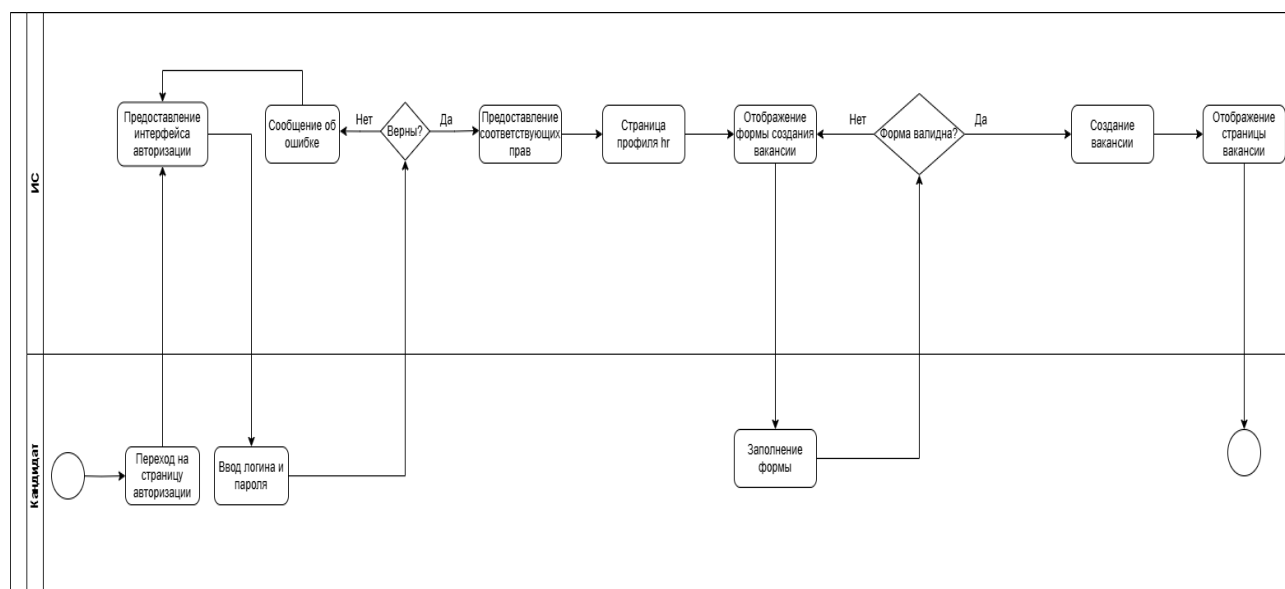 ИС
Предоставление
интерфейса
авторизации
Сообщение об
ошибке
Нет
Верны?
Да
Предоставление
соответствующих
прав
Страница
профиля hr
Отображение
формы создания
вакансии
Нет
Форма валидна?
Да
Создание
вакансии
Отображение
страницы
вакансии
Кандидат
Переход на
страницу
авторизации
Ввод логина и
пароля
Заполнение
формы